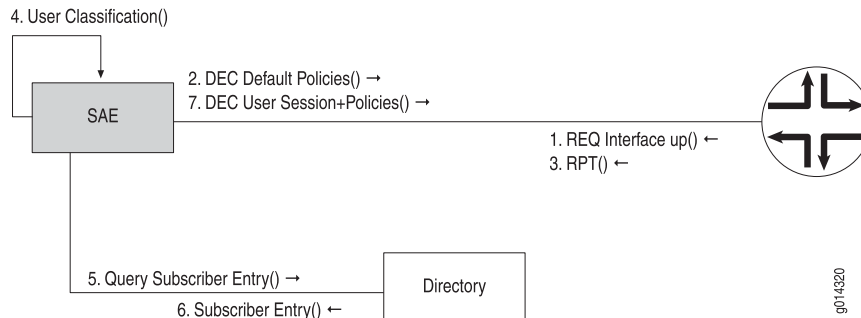 4. User Classification()
2. DEC Default Policies() →
7. DEC User Session+Policies() →
SAE
1. REQ Interface up() ←
3. RPT() ←
5. Query Subscriber Entry() →
Directory
6. Subscriber Entry() ←
g014320